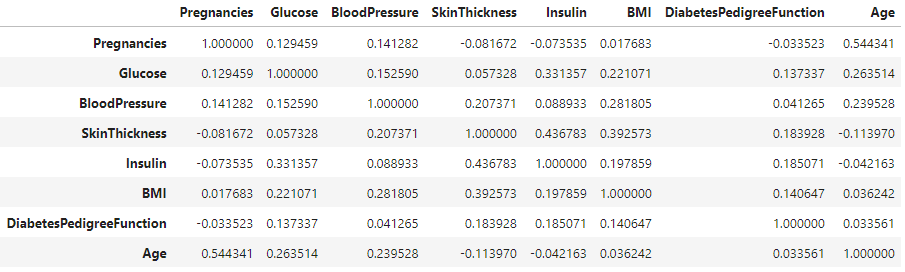 Pregnancies Glucose BloodPressure SkinThickness Insulin BMI DiabetesPedigreeFunction Age
Pregnancies 1.000000 0.129459 0.141282 -0.081672 -0.073535 0.017683 -0.033523 0.544341
Glucose 0.129459 1.000000 0.152590 0.057328 0.331357 0.221071 0.137337 0.263514
BloodPressure 0.141282 0.152590 1.000000 0.207371 0.088933 0.281805 0.041265 0.239528
SkinThickness -0.081672 0.057328 0.207371 1.000000 0.436783 0.392573 0.183928 -0.113970
Insulin -0.073535 0.331357 0.088933 0.436783 1.000000 0.197859 0.185071 -0.042163
BMI 0.017683 0.221071 0.281805 0.392573 0.197859 1.000000 0.140647 0.036242
DiabetesPedigreeFunction -0.033523 0.137337 0.041265 0.183928 0.185071 0.140647 1.000000 0.033561
Age 0.544341 0.263514 0.239528 -0.113970 -0.042163 0.036242 0.033561 1.000000